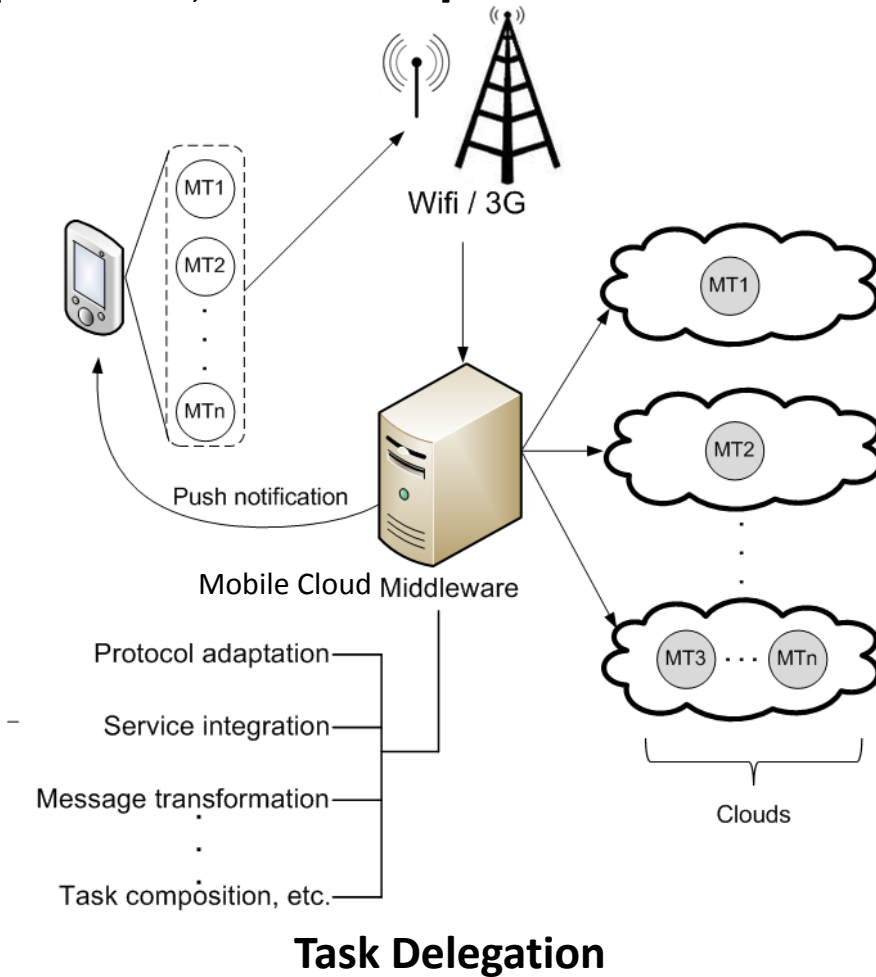 MT1
MT2
MTn
Wifi / 3G
MT1
MT2
MT3 · · · MTn
Clouds
Push notification
Mobile Cloud Middleware
Protocol adaptation
Service integration
Message transformation
Task composition, etc.
Task Delegation